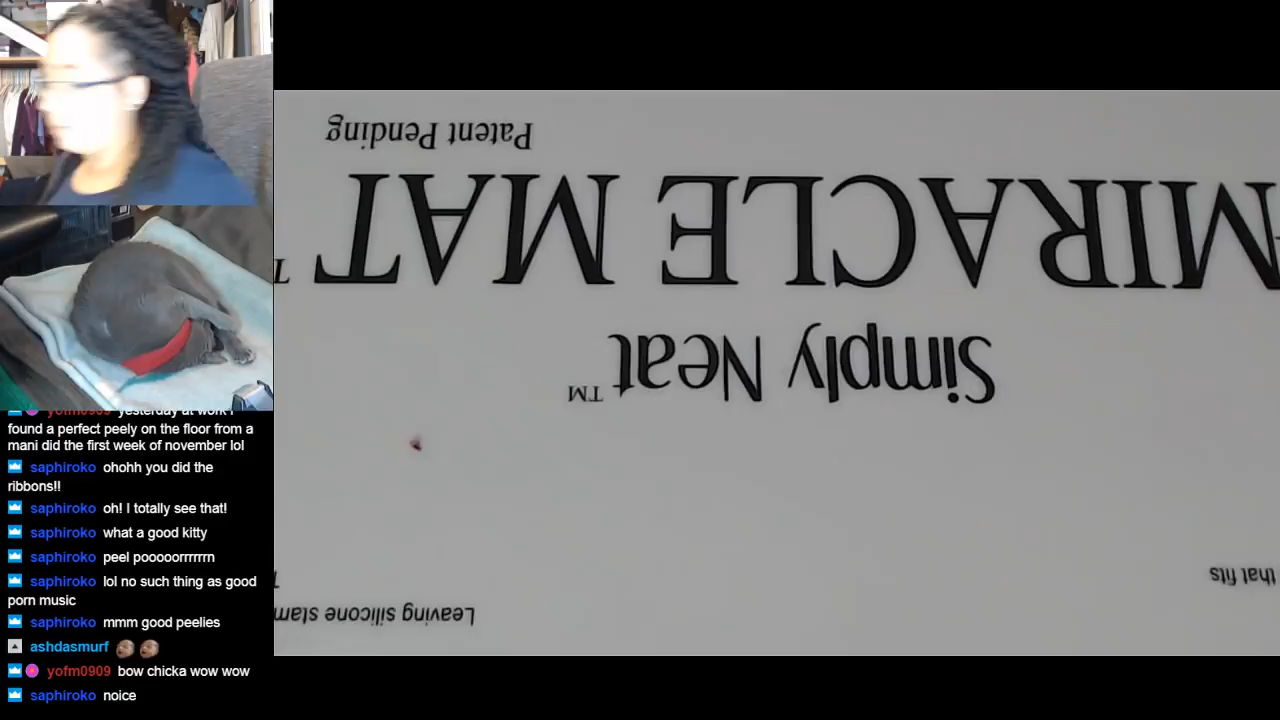 yofm0909 yesterday at work i
found a perfect peely on the floor from a
mani did the first week of november lol
saphiroko ohohh you did the
ribbons!!
saphiroko oh! I totally see that!
saphiroko what a good kitty
saphiroko peel pooooorrrrrrn
saphiroko lol no such thing as good
porn music
saphiroko mmm good peelies
ashdasmurf
yofm0909 bow chicka wow wow
saphiroko noice
that fits
Leaving silicone stam
Simply Neat™
MIRACLE MAT
Patent Pending